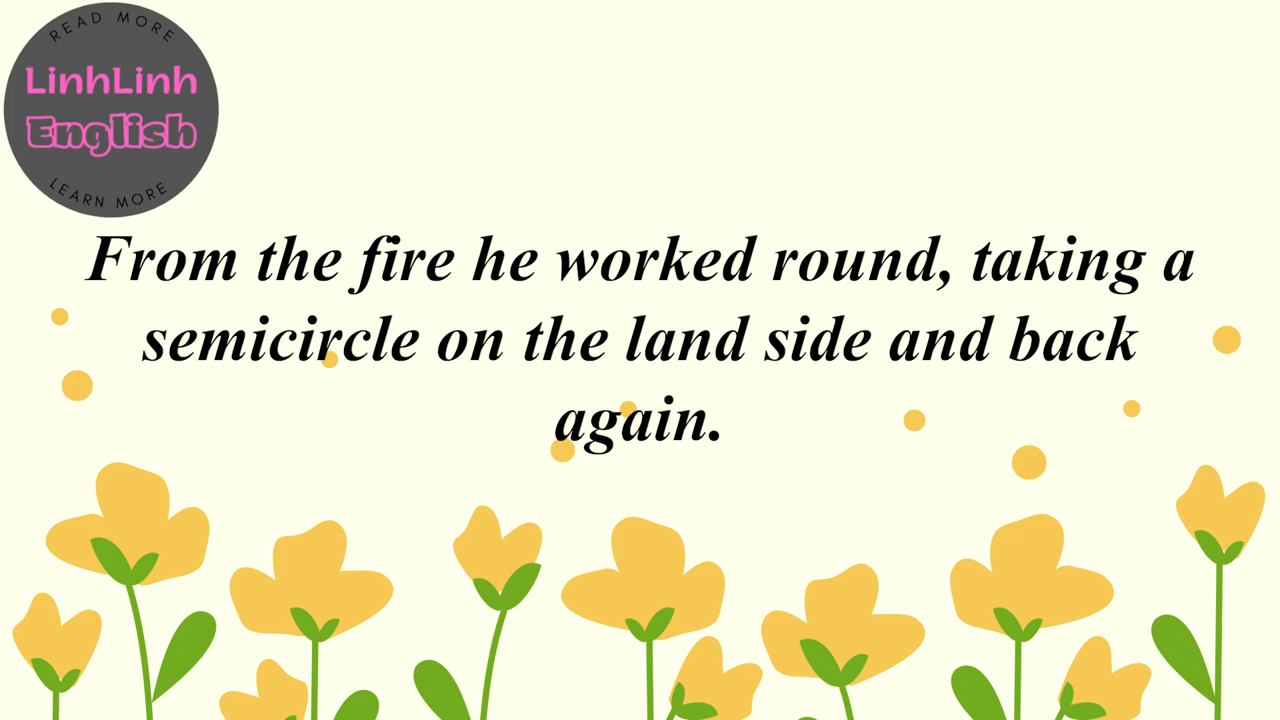 READ MORE
LinhLinh
English
LEARN MORE
From the fire he worked round, taking a
semicircle on the land side and back
again.